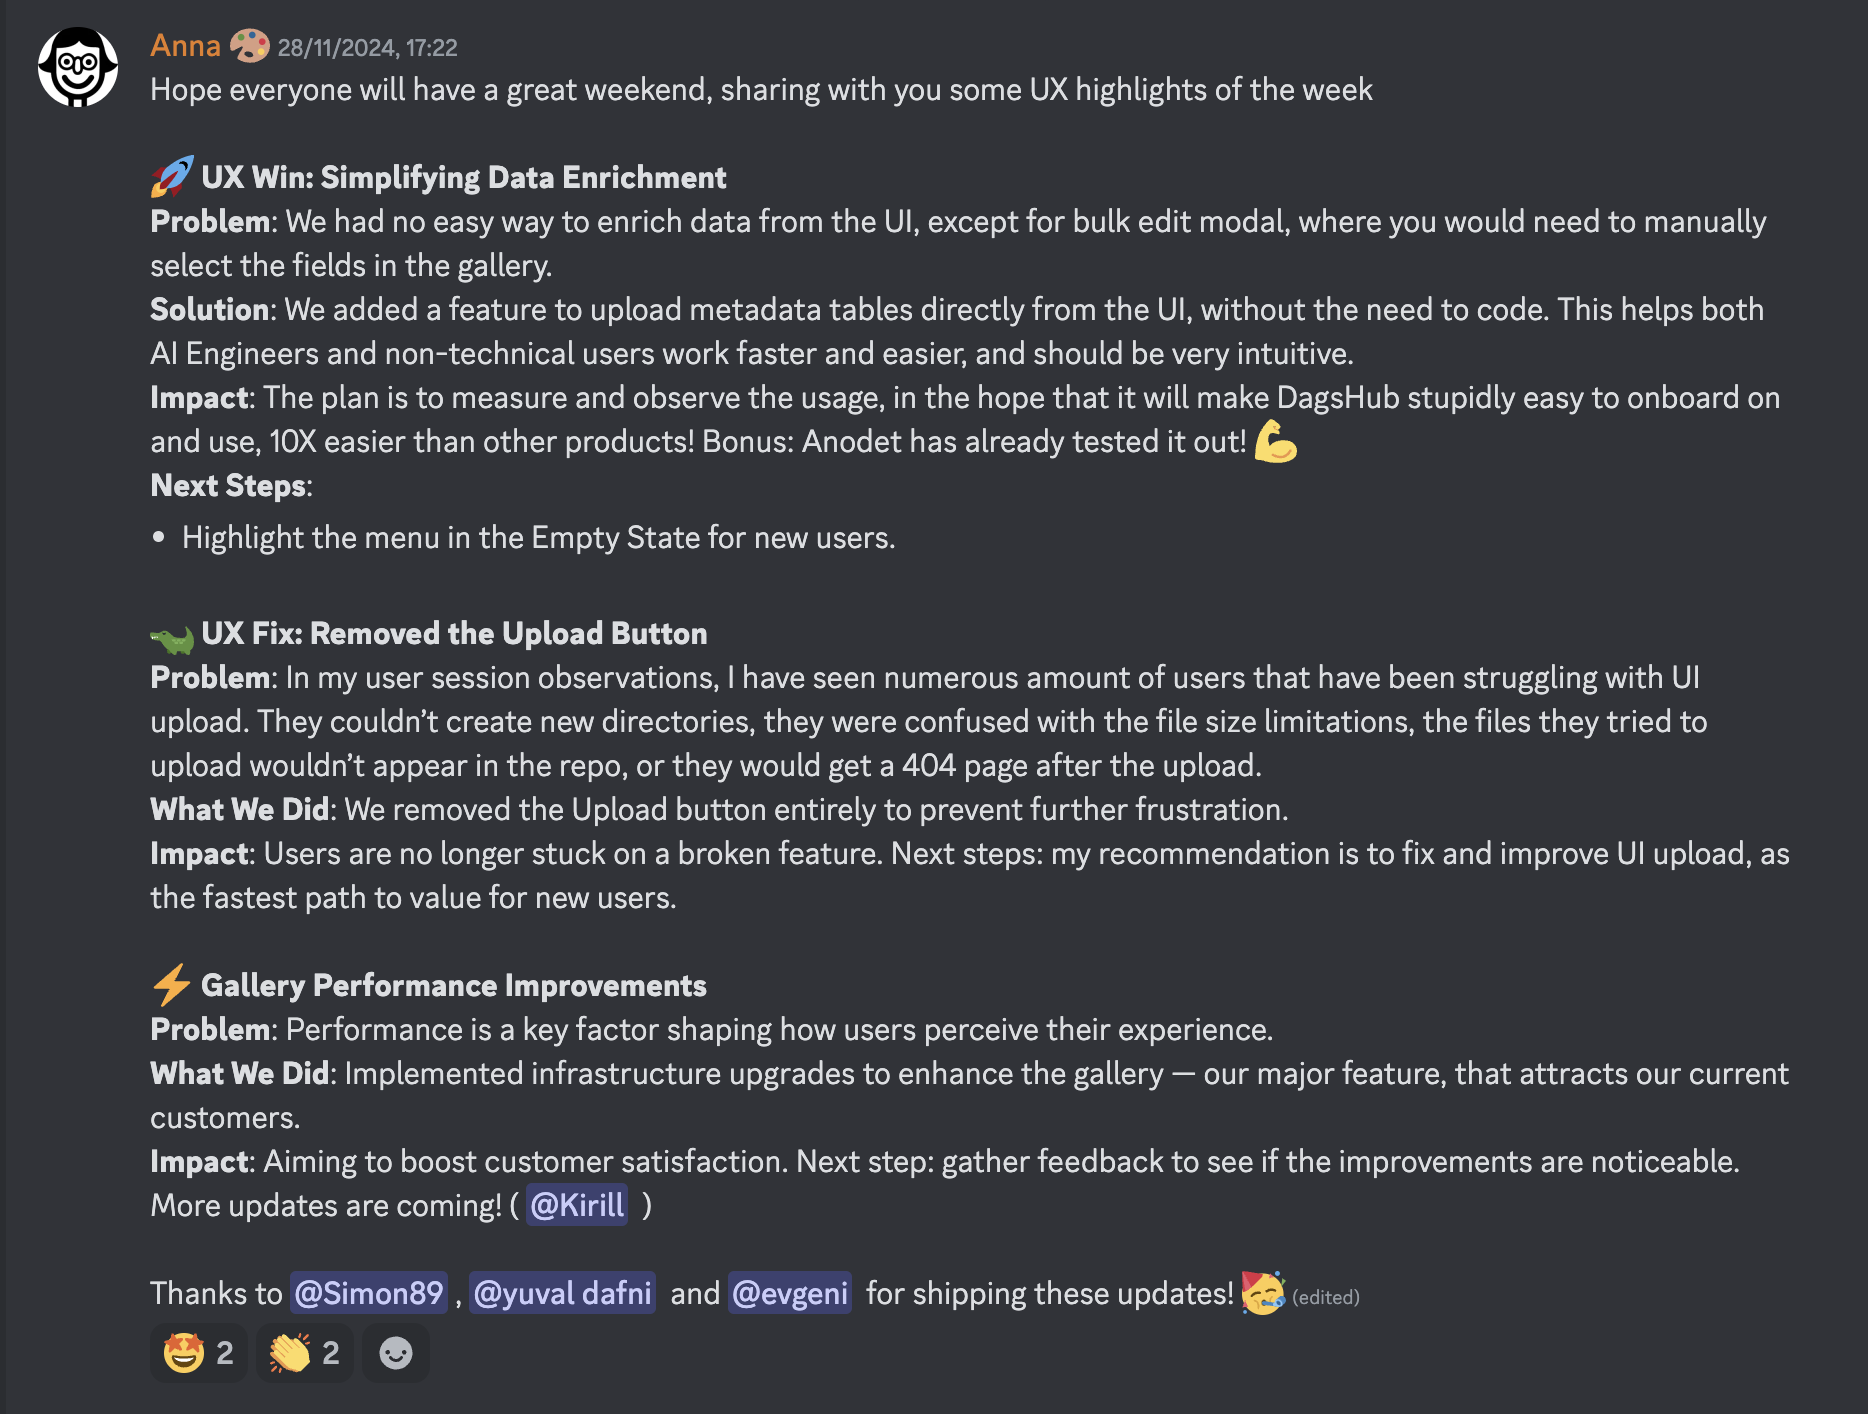 Anna 28/11/2024, 17:22
Hope everyone will have a great weekend, sharing with you some UX highlights of the week
🚀 UX Win: Simplifying Data Enrichment
Problem: We had no easy way to enrich data from the UI, except for bulk edit modal, where you would need to manually
select the fields in the gallery.
Solution: We added a feature to upload metadata tables directly from the UI, without the need to code. This helps both
AI Engineers and non-technical users work faster and easier, and should be very intuitive.
Impact: The plan is to measure and observe the usage, in the hope that it will make DagsHub stupidly easy to onboard on
and use, 10X easier than other products! Bonus: Anodet has already tested it out! 💪
Next Steps:
• Highlight the menu in the Empty State for new users.
🐊 UX Fix: Removed the Upload Button
Problem: In my user session observations, I have seen numerous amount of users that have been struggling with UI
upload. They couldn’t create new directories, they were confused with the file size limitations, the files they tried to
upload wouldn’t appear in the repo, or they would get a 404 page after the upload.
What We Did: We removed the Upload button entirely to prevent further frustration.
Impact: Users are no longer stuck on a broken feature. Next steps: my recommendation is to fix and improve UI upload, as
the fastest path to value for new users.
⚡ Gallery Performance Improvements
Problem: Performance is a key factor shaping how users perceive their experience.
What We Did: Implemented infrastructure upgrades to enhance the gallery — our major feature, that attracts our current
customers.
Impact: Aiming to boost customer satisfaction. Next step: gather feedback to see if the improvements are noticeable.
More updates are coming! ( @Kirill )
Thanks to @Simon89 , @yuval dafni and @evgeni for shipping these updates! 🥳 (edited)
🤩 2 👏 2